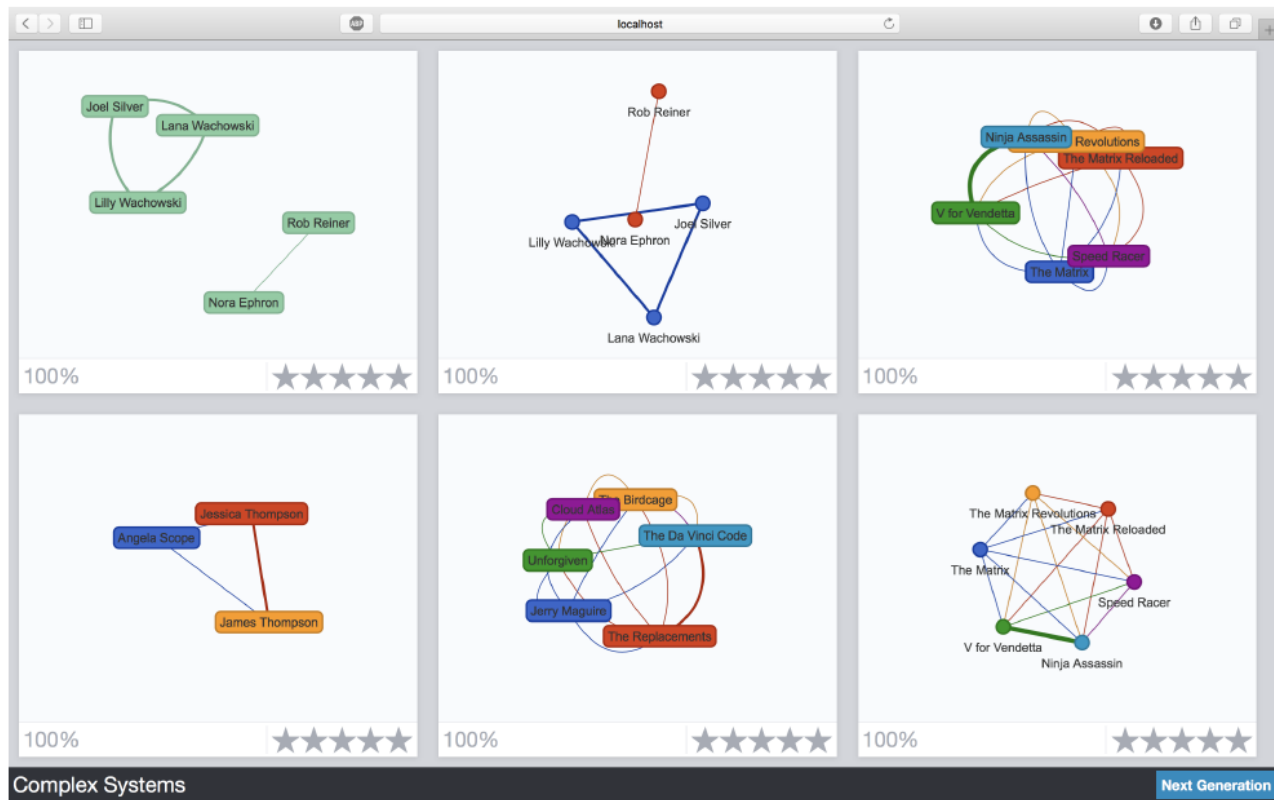 ABP
localhost
Joel Silver
Lana Wachowski
Lilly Wachowski
Rob Reiner
Nora Ephron
100%
Rob Reiner
Joel Silver
Lilly Wachowski
Nora Ephron
Lana Wachowski
100%
Ninja Assassin
Revolutions
The Matrix Reloaded
V for Vendetta
Speed Racer
The Matrix
100%
Jessica Thompson
Angela Scope
James Thompson
100%
The Birdcage
Cloud Atlas
The Da Vinci Code
Unforgiven
Jerry Maguire
The Replacements
100%
The Matrix Revolutions
The Matrix Reloaded
The Matrix
Speed Racer
V for Vendetta
Ninja Assassin
100%
Complex Systems
Next Generation